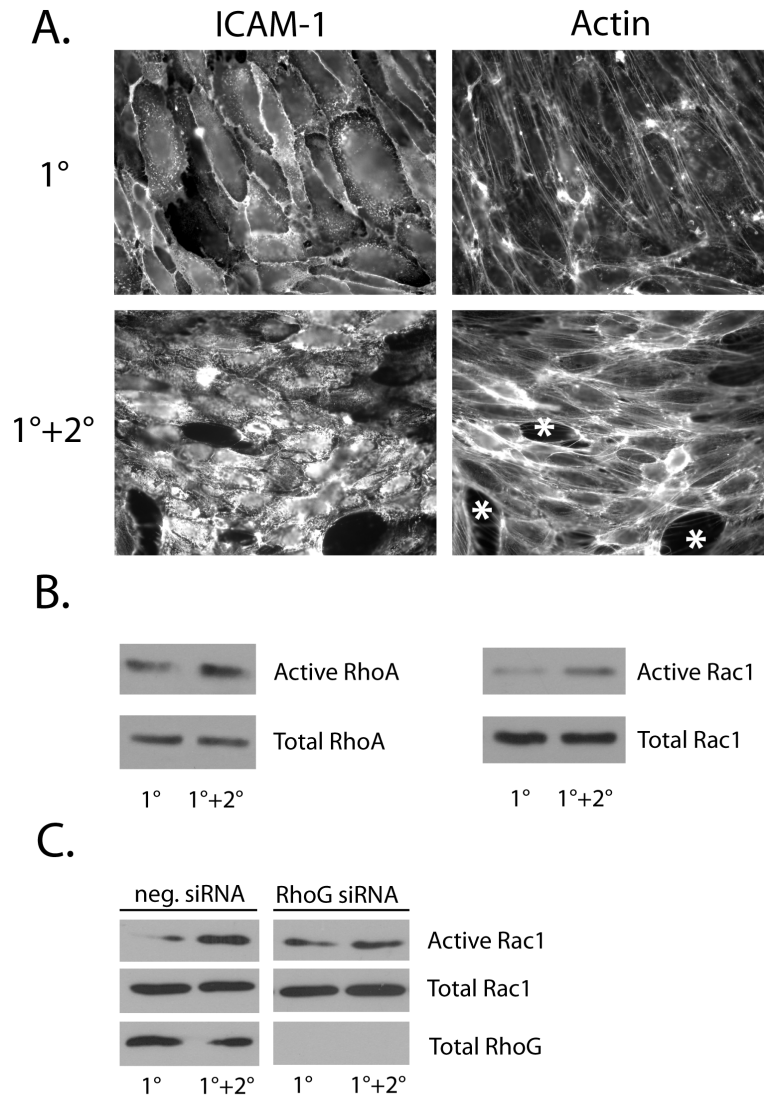 A.
ICAM-1 Actin
1°
1°+2°
* * *
B.
Active RhoA Active Rac1
Total RhoA Total Rac1
1° 1°+2° 1° 1°+2°
C.
neg. siRNA RhoG siRNA
Active Rac1
Total Rac1
Total RhoG
1° 1°+2° 1° 1°+2°